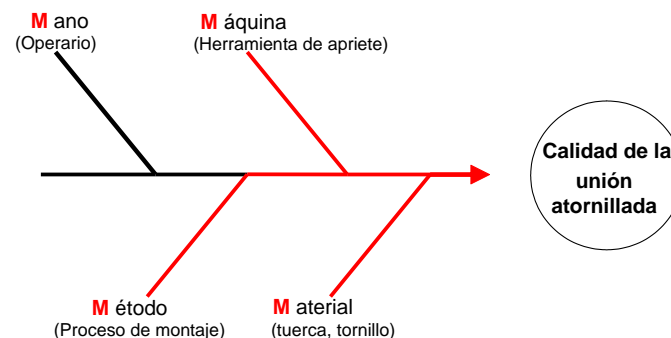 M ano
(Operario)
M áquina
(Herramienta de apriete)
Calidad de la
unión
atornillada
M étodo
(Proceso de montaje)
M aterial
(tuerca, tornillo)